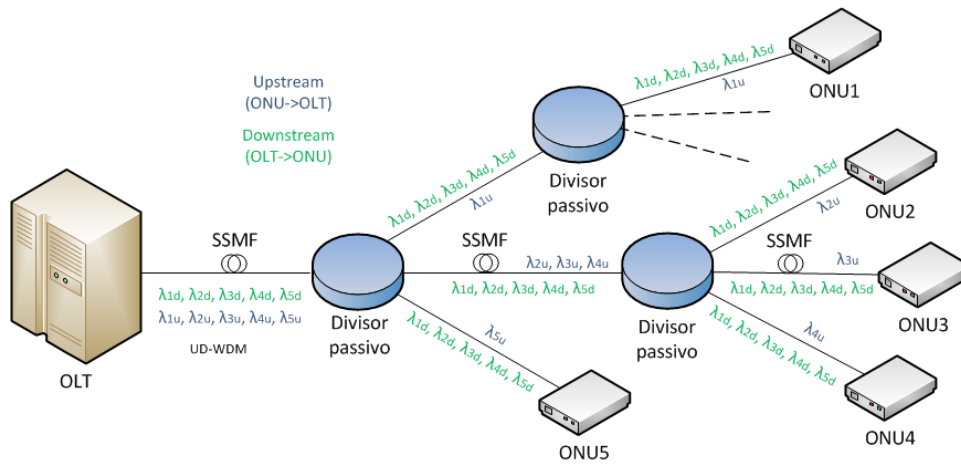 Upstream
(ONU->OLT)
Downstream
(OLT->ONU)
λ1d, λ2d, λ3d, λ4d, λ5d
λ1u
ONU1
Divisor
passivo
λ1d, λ2d, λ3d, λ4d, λ5d
λ1u
λ1d, λ2d, λ3d, λ4d, λ5d
λ2u
ONU2
SSMF
λ1d, λ2d, λ3d, λ4d, λ5d
λ1u, λ2u, λ3u, λ4u, λ5u
UD-WDM
OLT
Divisor
passivo
SSMF
λ2u, λ3u, λ4u
λ1d, λ2d, λ3d, λ4d, λ5d
Divisor
passivo
SSMF
λ3u
λ1d, λ2d, λ3d, λ4d, λ5d
ONU3
λ5u
λ1d, λ2d, λ3d, λ4d, λ5d
ONU5
λ4u
λ1d, λ2d, λ3d, λ4d, λ5d
ONU4